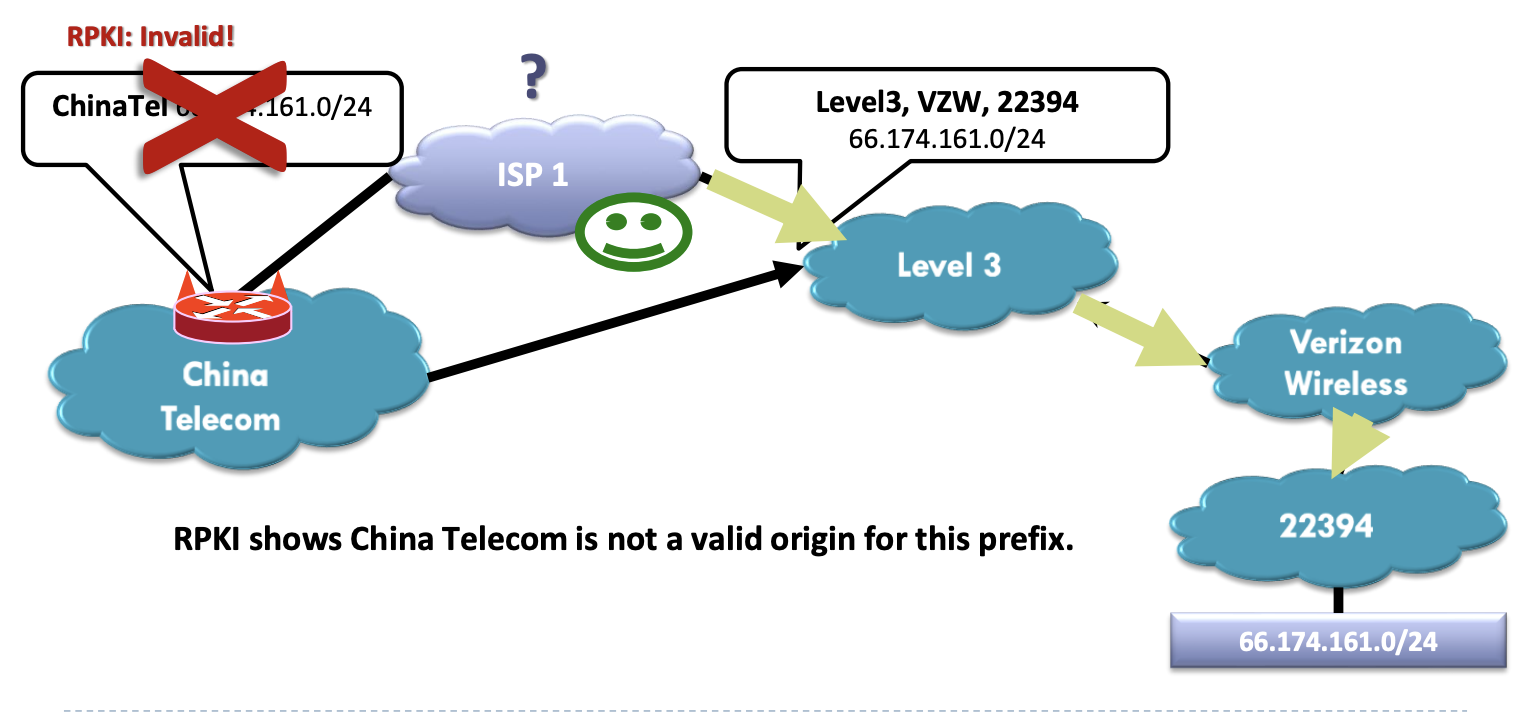 RPKI: Invalid!
ChinaTel 66.174.161.0/24
?
ISP 1
Level3, VZW, 22394
66.174.161.0/24
Level 3
Verizon
Wireless
China
Telecom
22394
RPKI shows China Telecom is not a valid origin for this prefix.
66.174.161.0/24